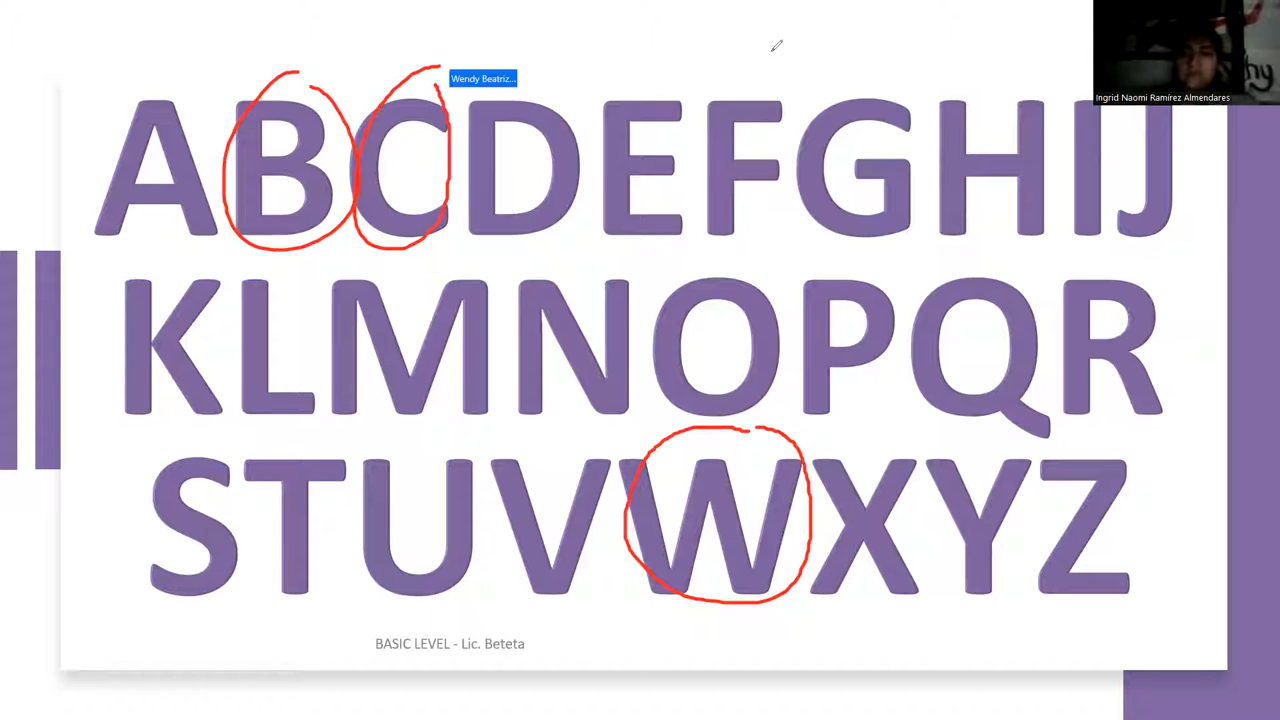 Wendy Beatriz...
Ingrid Naomi Ramírez Almendares
ABCDEFGHIJ
KLMNOPQR
STUVWXYZ
BASIC LEVEL - Lic. Beteta